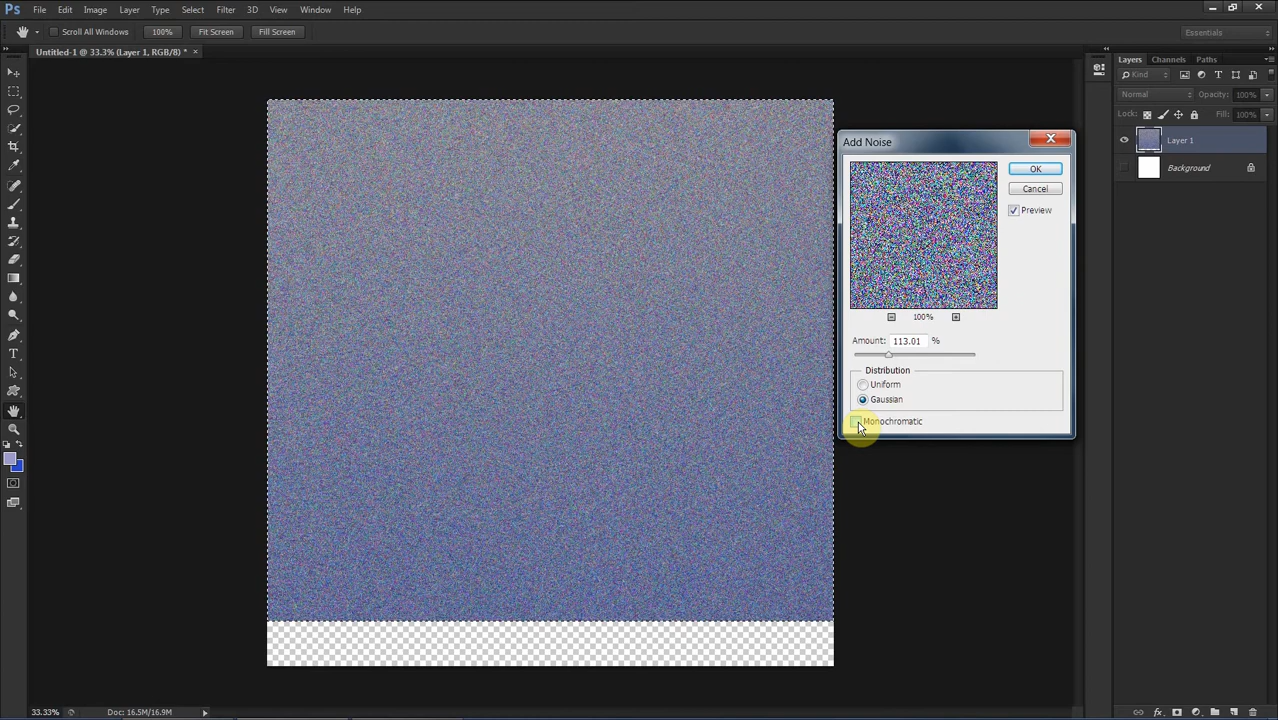 Ps File Edit Image Layer Type Select Filter 3D View Window Help
Scroll All Windows 100% Fit Screen Fill Screen Essentials
Untitled-1 @ 33.3% (Layer 1, RGB/8) * ×
Layers Channels Paths
Kind
Normal Opacity: 100%
Lock: Fill: 100%
Layer 1
Background
Add Noise
OK
Cancel
Preview
100%
Amount: 113.01 %
Distribution
Uniform
Gaussian
Monochromatic
33.33% Doc: 16.5M/16.9M